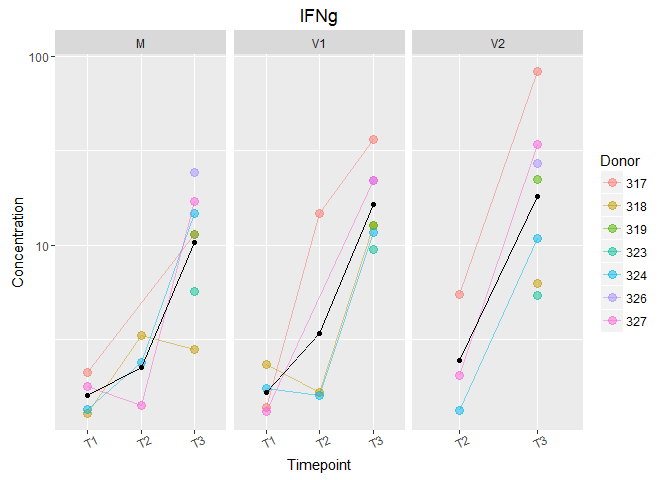 IFNg
M V1 V2
100
10
Concentration
T1 T2 T3 T1 T2 T3 T2 T3
Timepoint
Donor
317
318
319
323
324
326
327